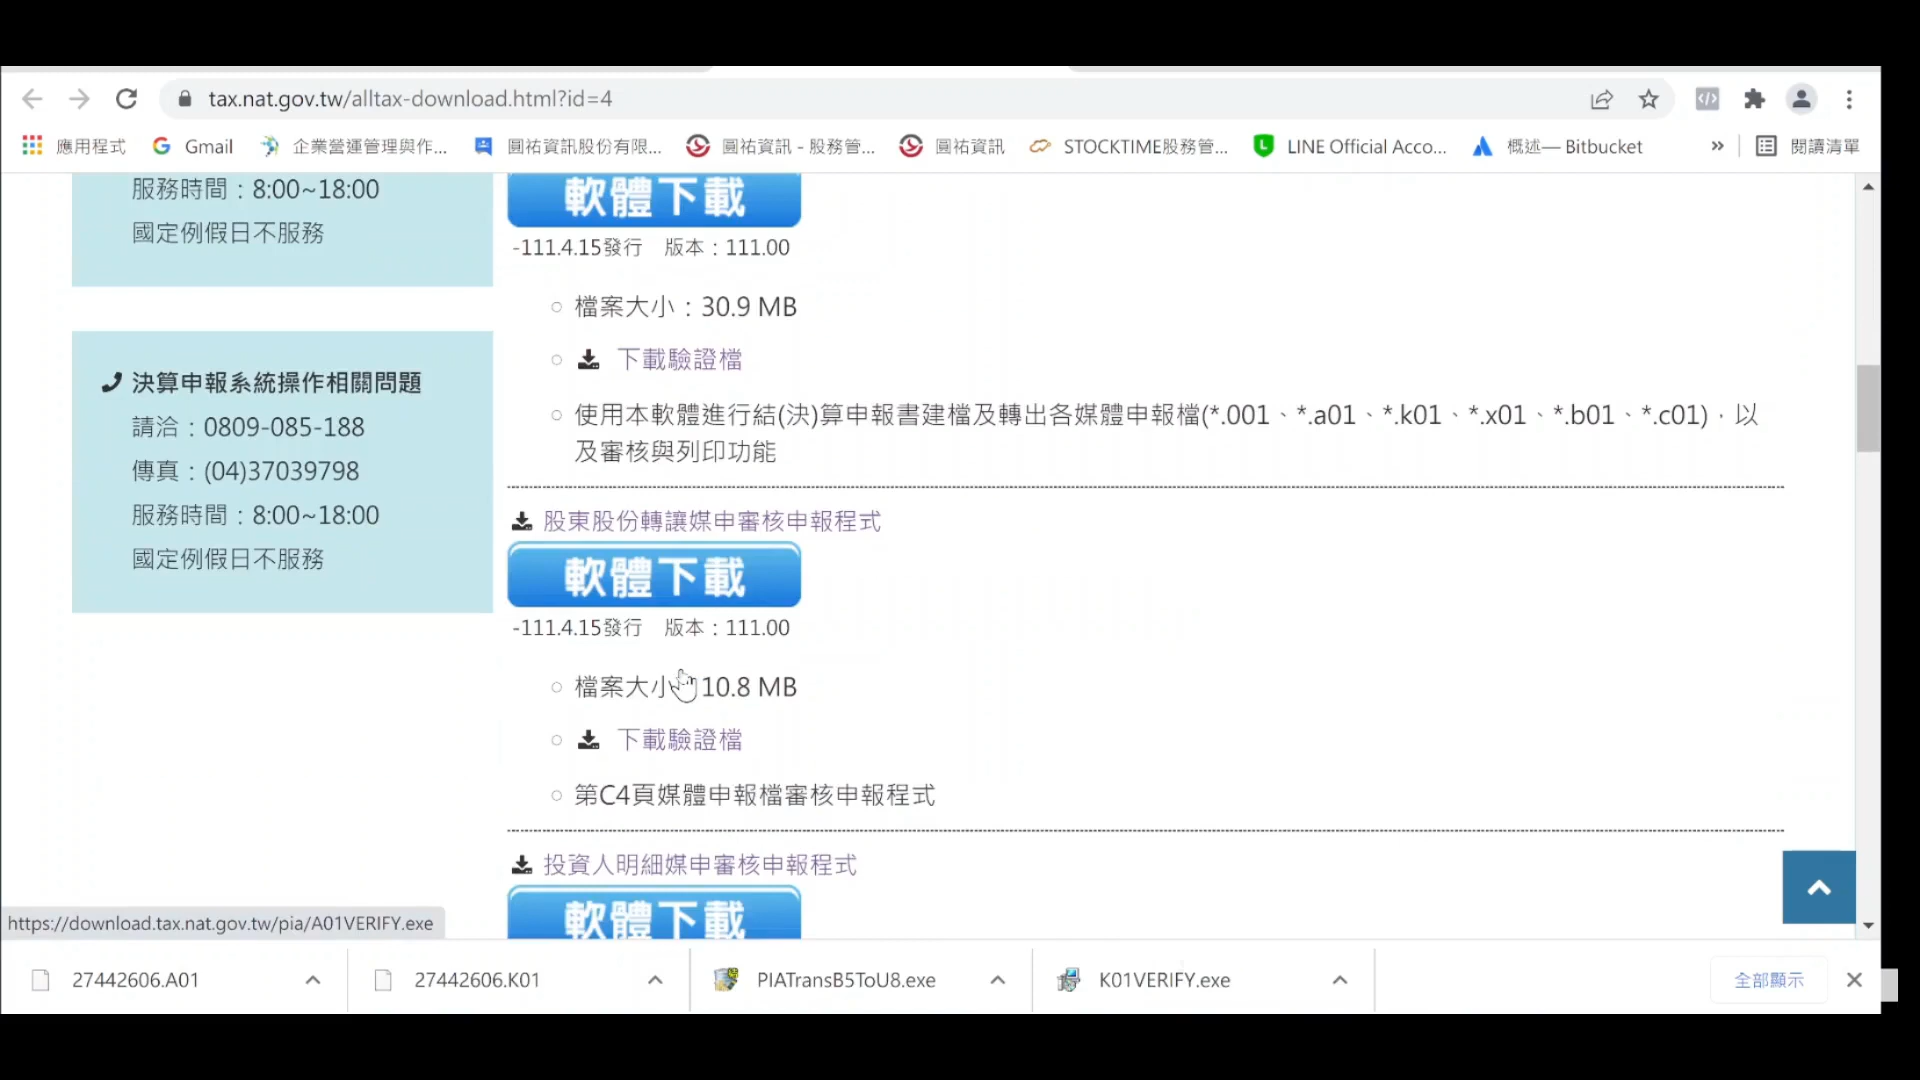 tax.nat.gov.tw/alltax-download.html?id=4
應用程式
Gmail
企業營運管理與作...
圓祐資訊股份有限...
圓祐資訊 - 股務管...
圓祐資訊
STOCKTIME股務管...
LINE Official Acco...
概述— Bitbucket
»
閱讀清單
服務時間：8:00~18:00
國定例假日不服務
決算申報系統操作相關問題
請洽：0809-085-188
傳真：(04)37039798
服務時間：8:00~18:00
國定例假日不服務
軟體下載
-111.4.15發行 版本：111.00
檔案大小：30.9 MB
下載驗證檔
使用本軟體進行結(決)算申報書建檔及轉出各媒體申報檔(*.001、*.a01、*.k01、*.x01、*.b01、*.c01)，以
及審核與列印功能
股東股份轉讓媒申審核申報程式
軟體下載
-111.4.15發行 版本：111.00
檔案大小 10.8 MB
下載驗證檔
第C4頁媒體申報檔審核申報程式
投資人明細媒申審核申報程式
軟體下載
https://download.tax.nat.gov.tw/pia/A01VERIFY.exe
27442606.A01
27442606.K01
PIATransB5ToU8.exe
K01VERIFY.exe
全部顯示